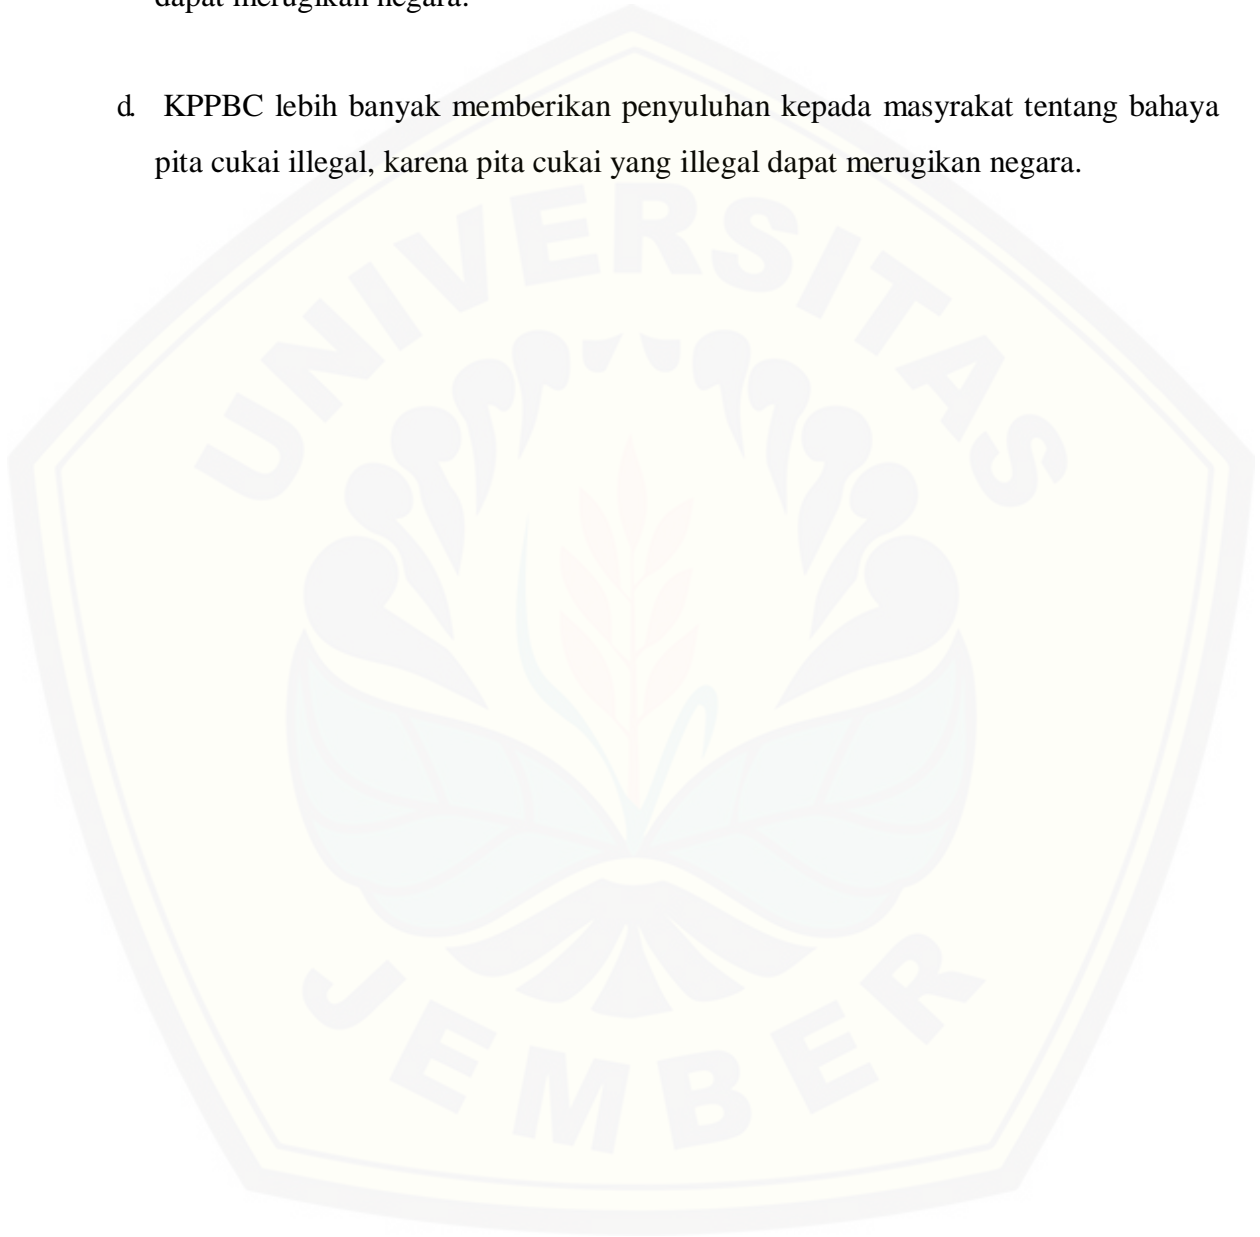 dapat merugikan negara.
d. KPPBC lebih banyak memberikan penyuluhan kepada masyrakat tentang bahaya
pita cukai illegal, karena pita cukai yang illegal dapat merugikan negara.
UNIVERSITAS
JEMBER